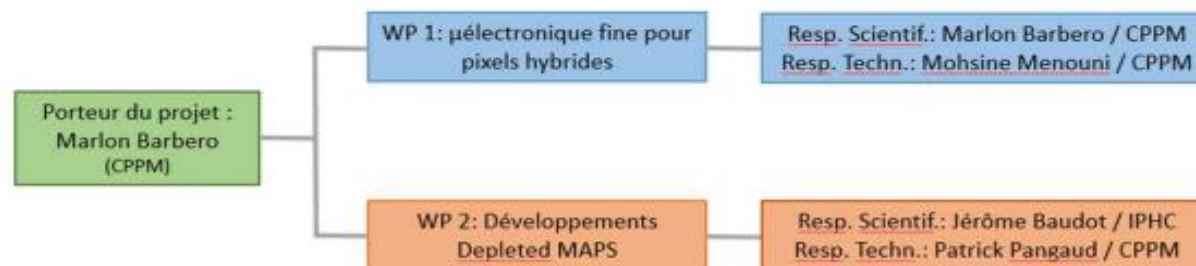 Porteur du projet :
Marlon Barbero
(CPPM)
WP 1: µélectronique fine pour
pixels hybrides
Resp. Scientif.: Marlon Barbero / CPPM
Resp. Techn.: Mohsine Menouni / CPPM
WP 2: Développements
Depleted MAPS
Resp. Scientif.: Jérôme Baudot / IPHC
Resp. Techn.: Patrick Pangaud / CPPM